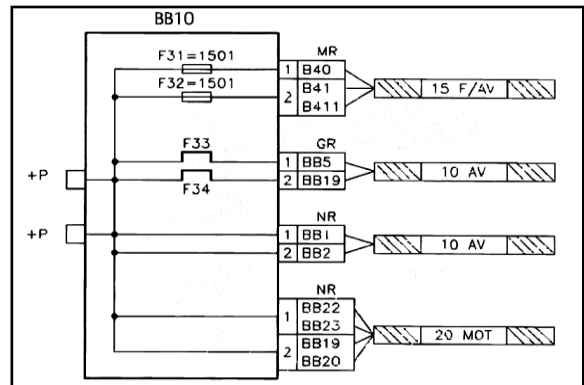 BB10
F31=1501
MR
1 B40
F32=1501
2 B41
B411
15 F/AV
F33
GR
1 BB5
+P
2 BB19
10 AV
F34
NR
+P
1 BB1
2 BB2
10 AV
NR
1 BB22
BB23
2 BB19
BB20
20 MOT